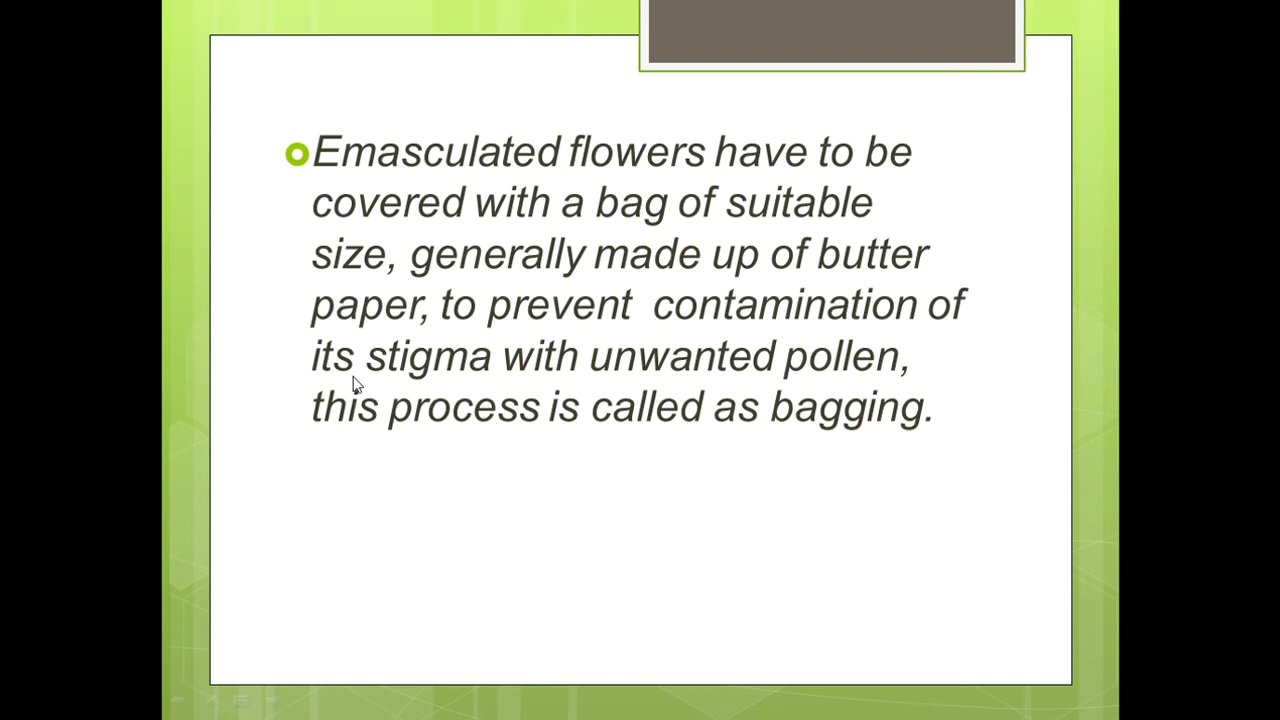 Emasculated flowers have to be
covered with a bag of suitable
size, generally made up of butter
paper, to prevent  contamination of
its stigma with unwanted pollen,
this process is called as bagging.